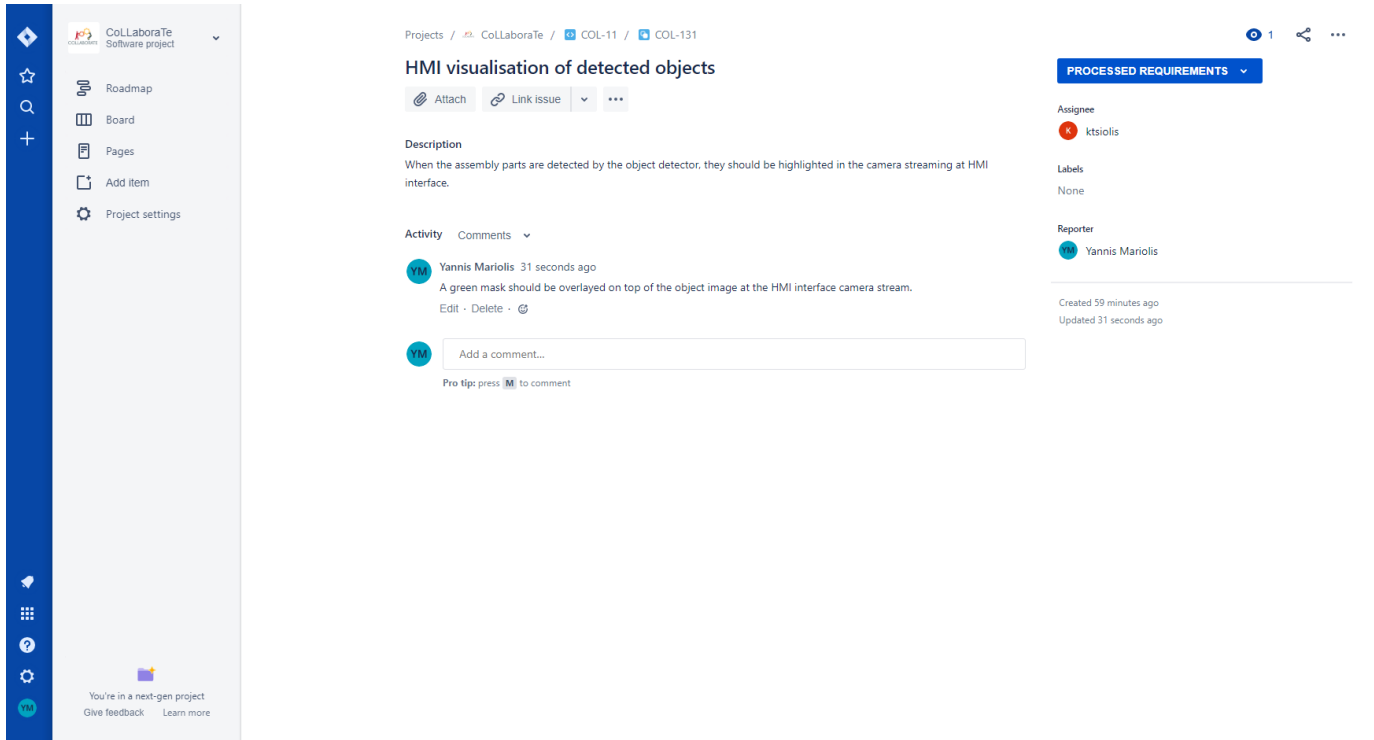 CoLLaboraTe
Software project
COLLABORATE
Roadmap
Board
Pages
Add item
Project settings
You're in a next-gen project
Give feedback Learn more
YM
Projects / CoLLaboraTe / COL-11 / COL-131
HMI visualisation of detected objects
Attach Link issue
Description
When the assembly parts are detected by the object detector, they should be highlighted in the camera streaming at HMI
interface.
Activity Comments
YM Yannis Mariolis 31 seconds ago
A green mask should be overlayed on top of the object image at the HMI interface camera stream.
Edit · Delete ·
YM Add a comment...
Pro tip: press M to comment
1
PROCESSED REQUIREMENTS
Assignee
K ktsiolis
Labels
None
Reporter
YM Yannis Mariolis
Created 59 minutes ago
Updated 31 seconds ago